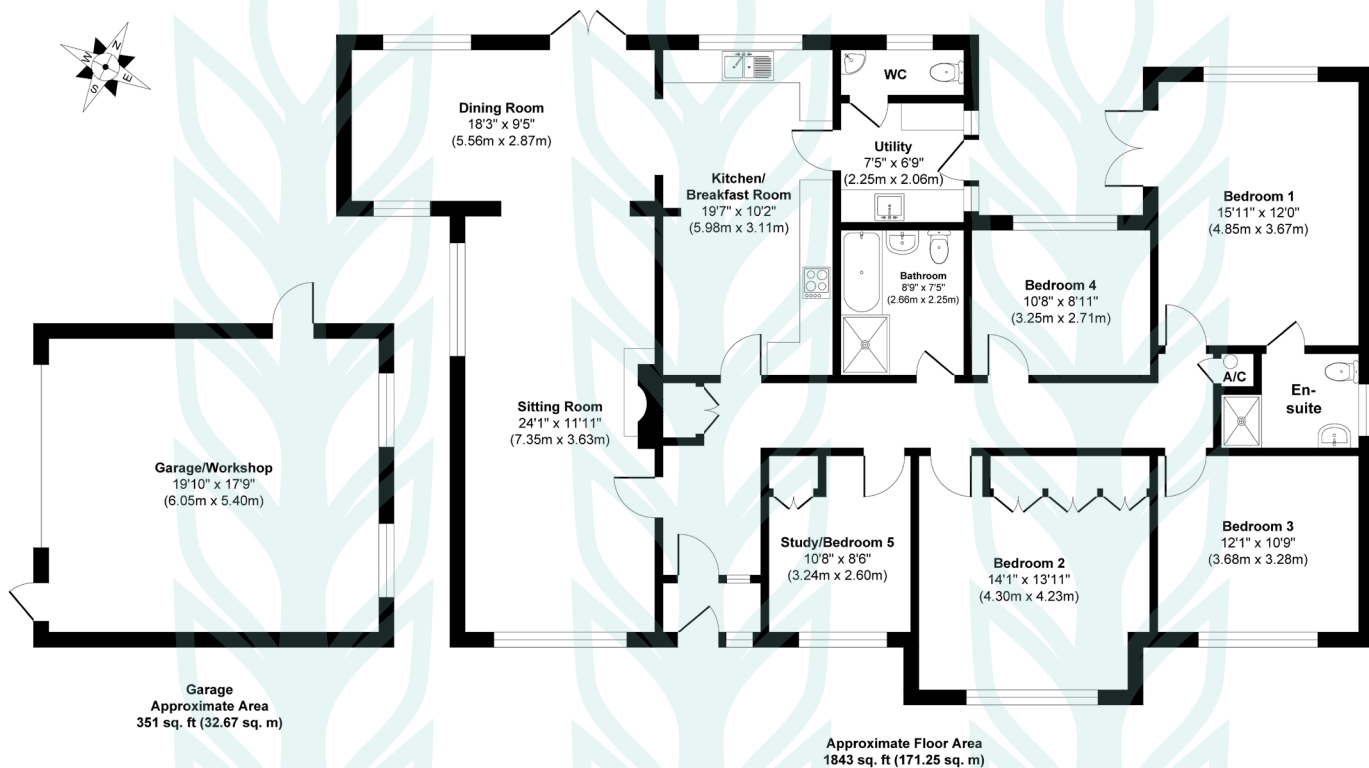 N
W
E
S
Dining Room
18'3" x 9'5"
(5.56m x 2.87m)
WC
Utility
7'5" x 6'9"
(2.25m x 2.06m)
Kitchen/
Breakfast Room
19'7" x 10'2"
(5.98m x 3.11m)
Bedroom 1
15'11" x 12'0"
(4.85m x 3.67m)
Bathroom
8'9" x 7'5"
(2.66m x 2.25m)
Bedroom 4
10'8" x 8'11"
(3.25m x 2.71m)
A/C
En-
suite
Sitting Room
24'1" x 11'11"
(7.35m x 3.63m)
Garage/Workshop
19'10" x 17'9"
(6.05m x 5.40m)
Study/Bedroom 5
10'8" x 8'6"
(3.24m x 2.60m)
Bedroom 2
14'1" x 13'11"
(4.30m x 4.23m)
Bedroom 3
12'1" x 10'9"
(3.68m x 3.28m)
Garage
Approximate Area
351 sq. ft (32.67 sq. m)
Approximate Floor Area
1843 sq. ft (171.25 sq. m)